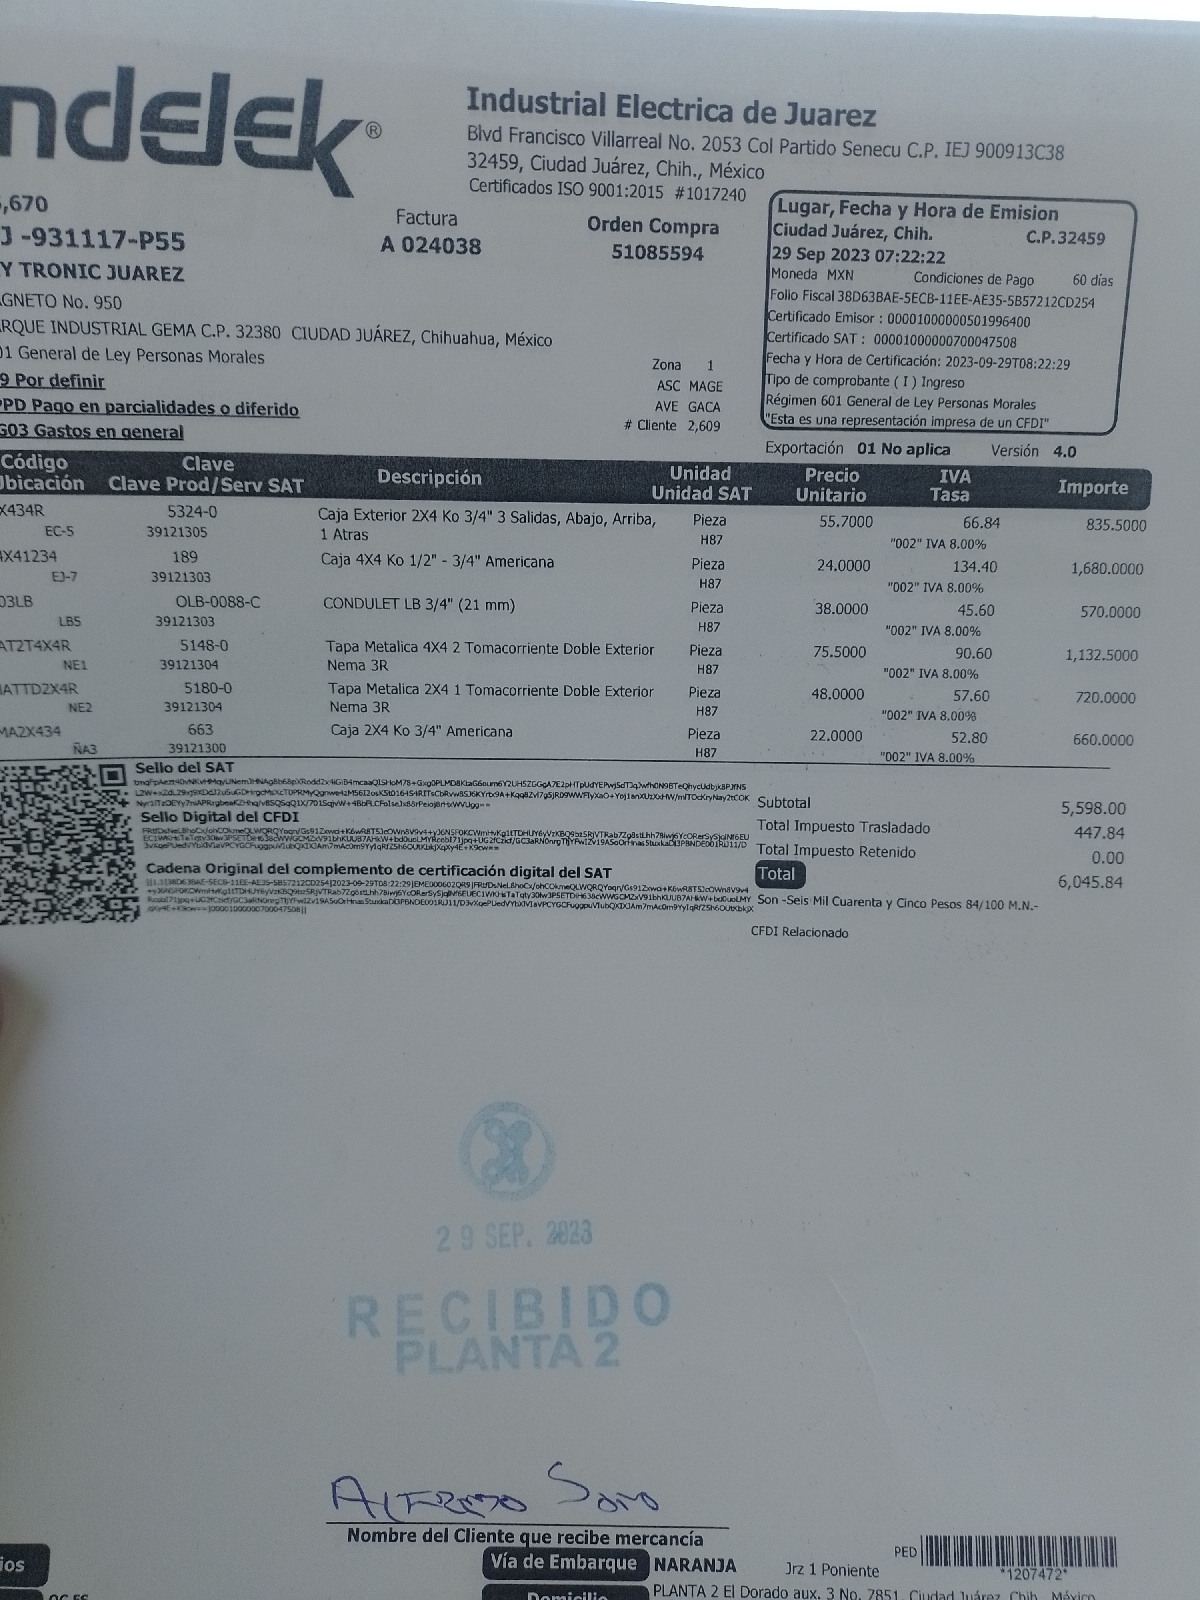 ndelek®
Industrial Electrica de Juarez
Blvd Francisco Villarreal No. 2053 Col Partido Senecu C.P. IEJ 900913C38
32459, Ciudad Juárez, Chih., México
Certificados ISO 9001:2015 #1017240
,670
J -931117-P55
Y TRONIC JUAREZ
GNETO No. 950
RQUE INDUSTRIAL GEMA C.P. 32380 CIUDAD JUÁREZ, Chihuahua, México
01 General de Ley Personas Morales
9 Por definir
PPD Pago en parcialidades o diferido
G03 Gastos en general
Factura
A 024038
Orden Compra
51085594
Zona 1
ASC MAGE
AVE GACA
# Cliente 2,609
Lugar, Fecha y Hora de Emision
Ciudad Juárez, Chih. C.P.32459
29 Sep 2023 07:22:22
Moneda MXN Condiciones de Pago 60 días
Folio Fiscal 38D63BAE-5ECB-11EE-AE35-5B57212CD254
Certificado Emisor : 00001000000501996400
Certificado SAT : 00001000000700047508
Fecha y Hora de Certificación: 2023-09-29T08:22:29
Tipo de comprobante ( I ) Ingreso
Régimen 601 General de Ley Personas Morales
"Esta es una representación impresa de un CFDI"
Exportación 01 No aplica Versión 4.0
Código Clave Descripción Unidad Precio IVA Importe
Ubicación Clave Prod/Serv SAT Unidad SAT Unitario Tasa
X434R 5324-0 Caja Exterior 2X4 Ko 3/4" 3 Salidas, Abajo, Arriba, Pieza 55.7000 66.84 835.5000
EC-5 39121305 1 Atras H87 "002" IVA 8.00%
4X41234 189 Caja 4X4 Ko 1/2" - 3/4" Americana Pieza 24.0000 134.40 1,680.0000
EJ-7 39121303 H87 "002" IVA 8.00%
03LB OLB-0088-C CONDULET LB 3/4" (21 mm) Pieza 38.0000 45.60 570.0000
LB5 39121303 H87 "002" IVA 8.00%
AT2T4X4R 5148-0 Tapa Metalica 4X4 2 Tomacorriente Doble Exterior Pieza 75.5000 90.60 1,132.5000
NE1 39121304 Nema 3R H87 "002" IVA 8.00%
MATTD2X4R 5180-0 Tapa Metalica 2X4 1 Tomacorriente Doble Exterior Pieza 48.0000 57.60 720.0000
NE2 39121304 Nema 3R H87 "002" IVA 8.00%
MA2X434 663 Caja 2X4 Ko 3/4" Americana Pieza 22.0000 52.80 660.0000
ÑA3 39121300 H87 "002" IVA 8.00%
Sello del SAT
Sello Digital del CFDI
Cadena Original del complemento de certificación digital del SAT
Subtotal 5,598.00
Total Impuesto Trasladado 447.84
Total Impuesto Retenido 0.00
Total 6,045.84
Son -Seis Mil Cuarenta y Cinco Pesos 84/100 M.N.-
CFDI Relacionado
29 SEP. 2023
RECIBIDO
PLANTA 2
Alfredo Soto
Nombre del Cliente que recibe mercancía
ios
Vía de Embarque NARANJA Jrz 1 Poniente
PED
*1207472*
Domicilio PLANTA 2 El Dorado aux. 3 No. 7851, Ciudad Juárez, Chih., México